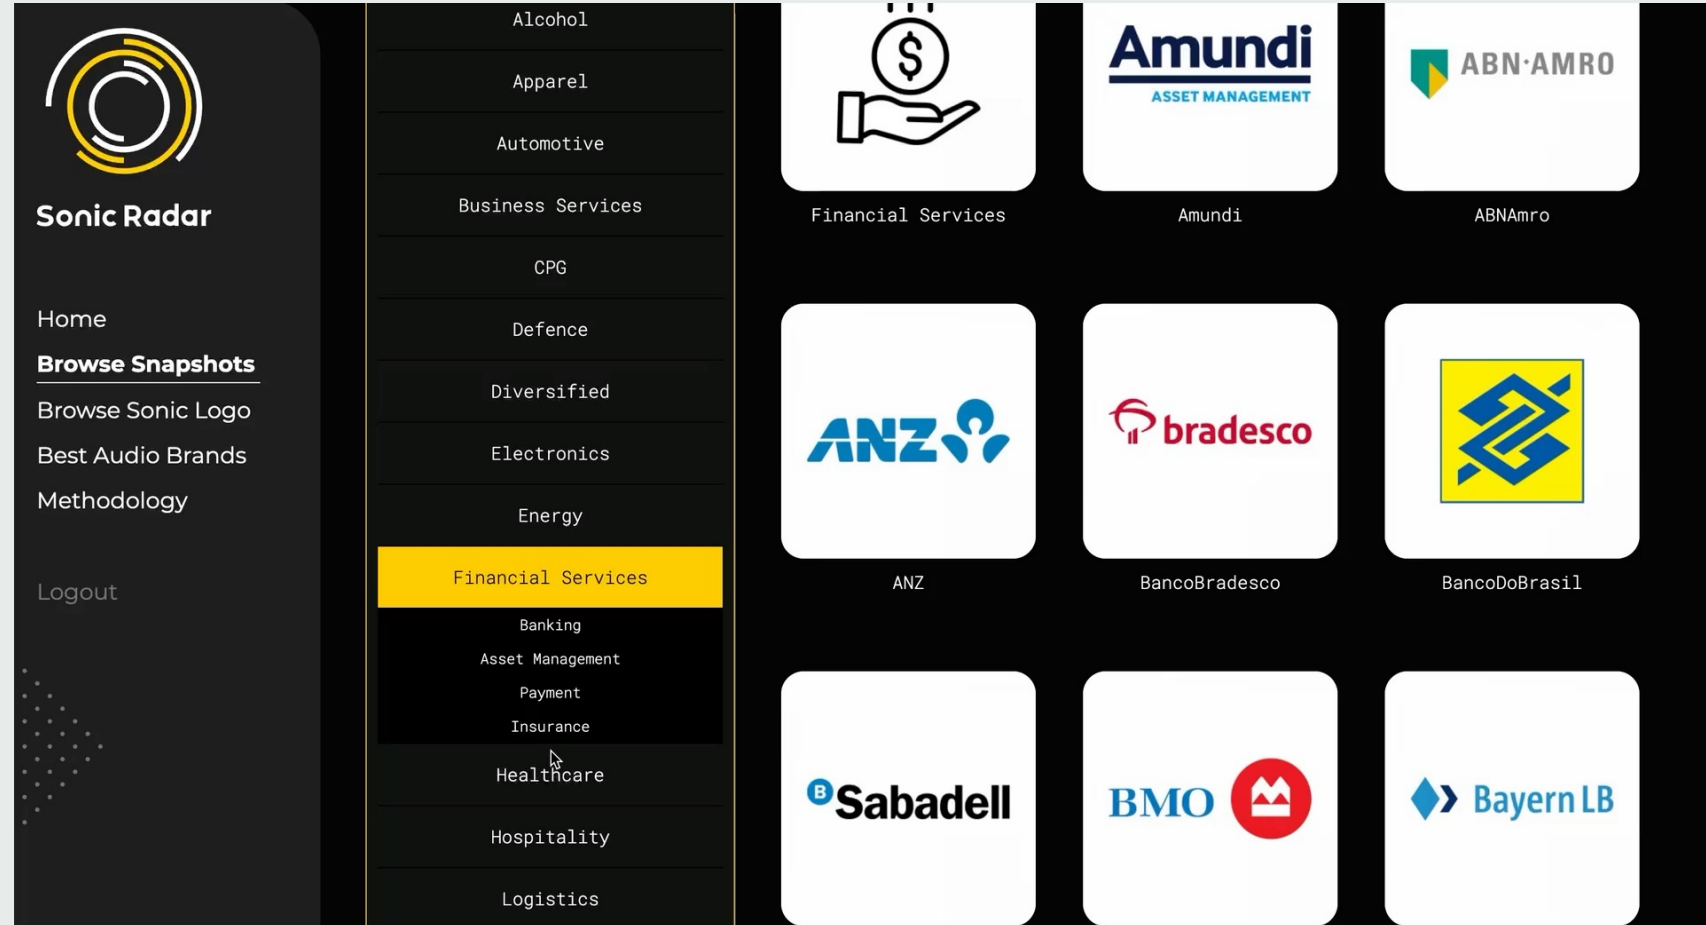 Sonic Radar
Home
Browse Snapshots
Browse Sonic Logo
Best Audio Brands
Methodology
Logout
Alcohol
Apparel
Automotive
Business Services
CPG
Defence
Diversified
Electronics
Energy
Financial Services
Banking
Asset Management
Payment
Insurance
Healthcare
Hospitality
Logistics
$
Amundi
ASSET MANAGEMENT
ABN·AMRO
Financial Services
Amundi
ABNAmro
ANZ
bradesco
ANZ
BancoBradesco
BancoDoBrasil
B Sabadell
BMO
Bayern LB